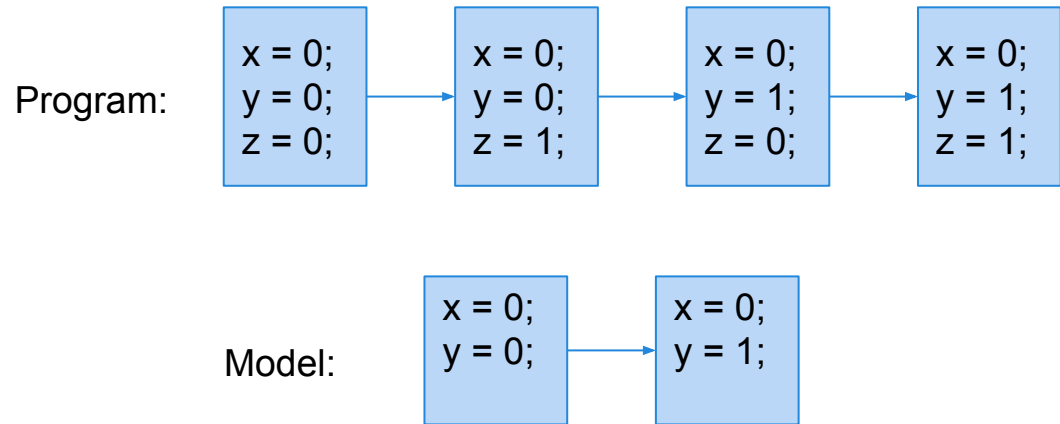 Program:
x = 0;
y = 0;
z = 0;
x = 0;
y = 0;
z = 1;
x = 0;
y = 1;
z = 0;
x = 0;
y = 1;
z = 1;
Model:
x = 0;
y = 0;
x = 0;
y = 1;